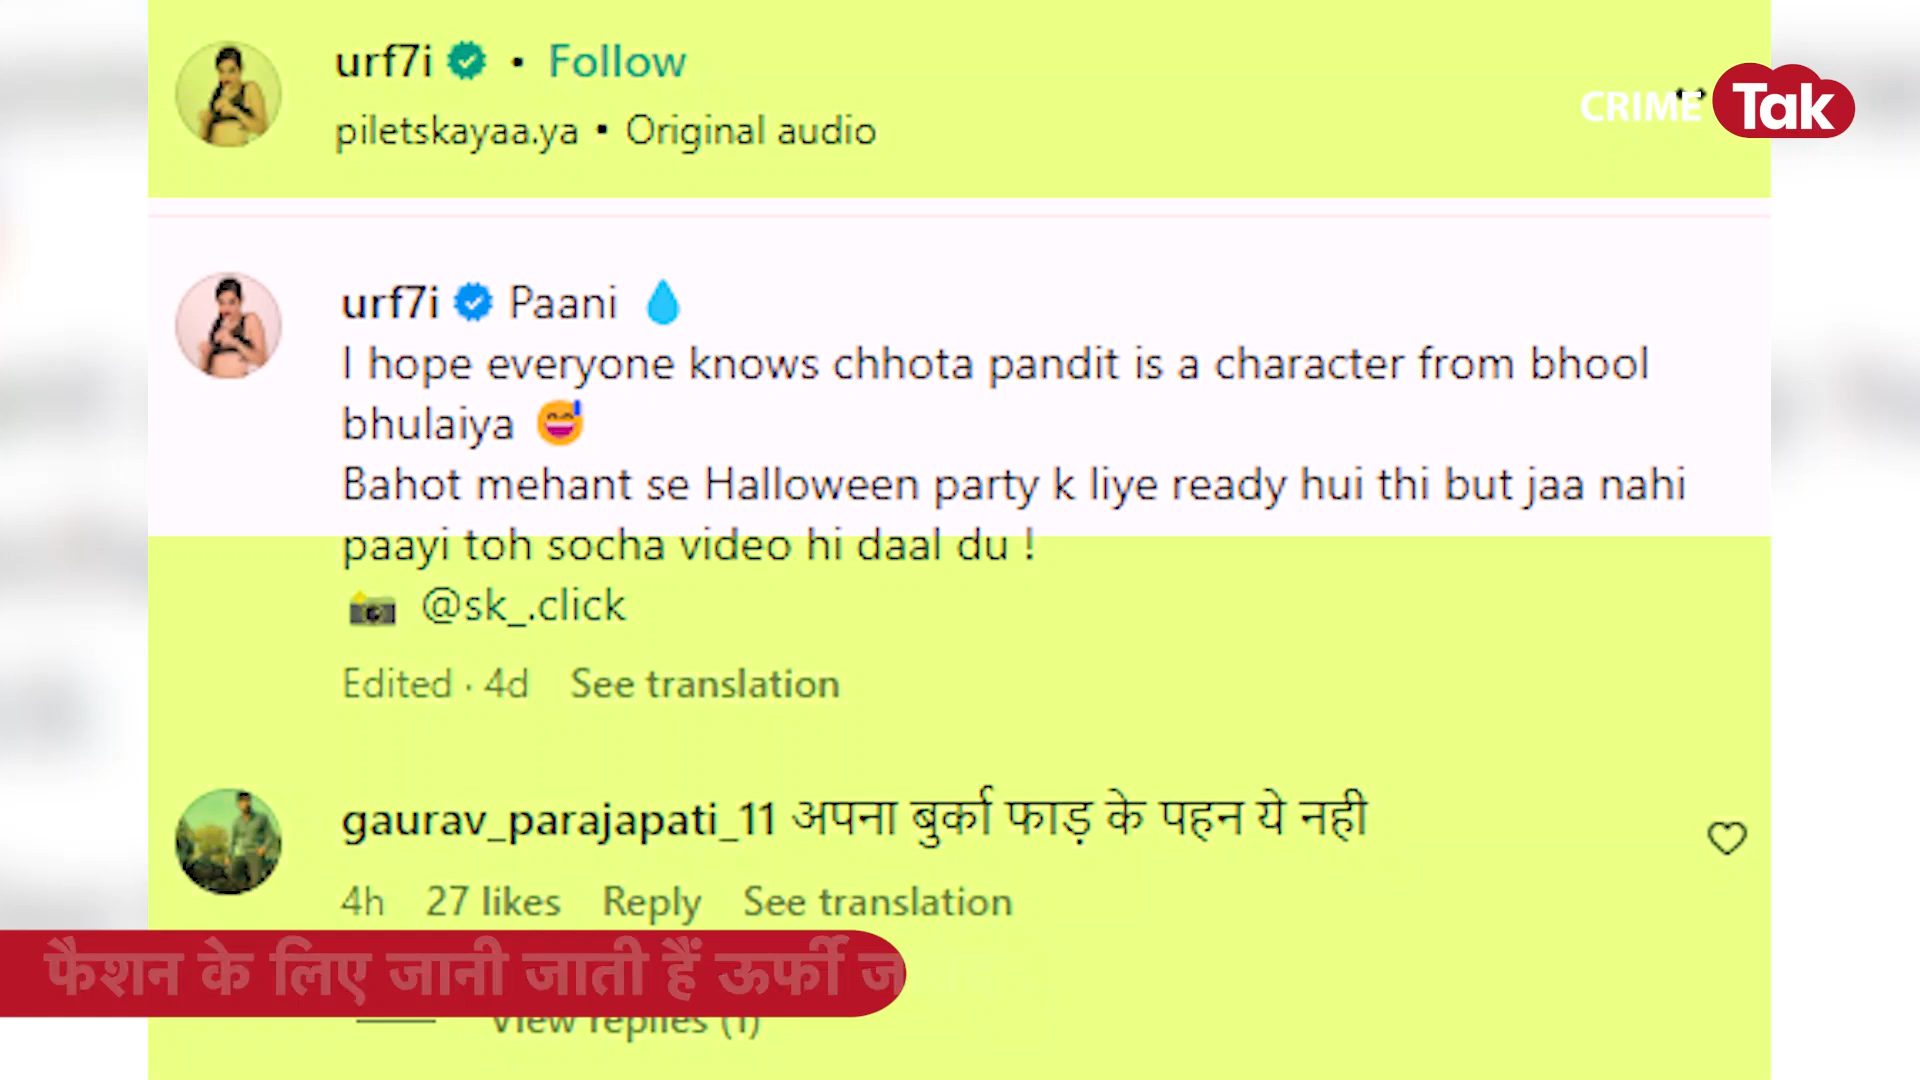 urf7i • Follow
piletskayaa.ya • Original audio
CRIME Tak
urf7i Paani
I hope everyone knows chhota pandit is a character from bhool
bhulaiya
Bahot mehant se Halloween party k liye ready hui thi but jaa nahi
paayi toh socha video hi daal du !
@sk_.click
Edited · 4d See translation
gaurav_parajapati_11 अपना बुर्का फाड़ के पहन ये नही
4h 27 likes Reply See translation
फैशन के लिए जानी जाती हैं ऊर्फी
View replies (1)